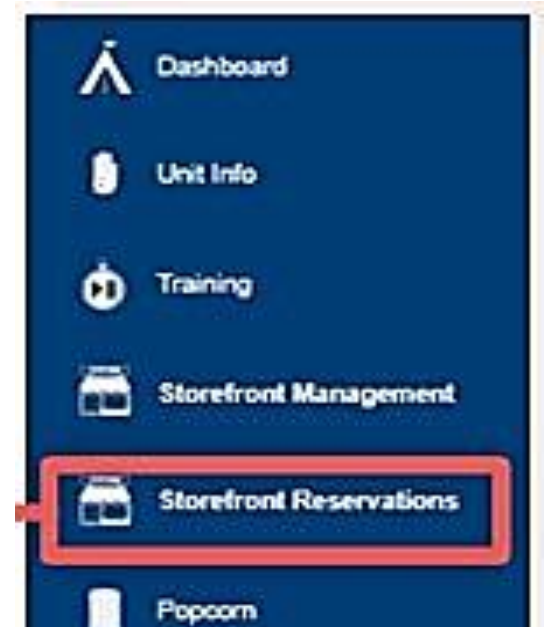 Dashboard
Unit Info
Training
Storefront Management
Storefront Reservations
Popcorn